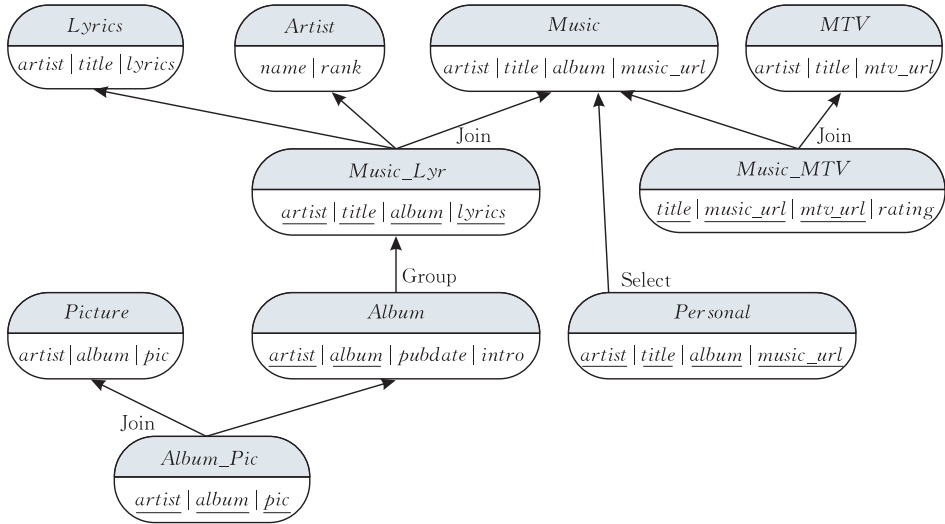 Lyrics
artist | title | lyrics
Artist
name | rank
Music
artist | title | album | music_url
MTV
artist | title | mtv_url
Join
Join
Music_Lyr
artist | title | album | lyrics
Music_MTV
title | music_url | mtv_url | rating
Group
Select
Picture
artist | album | pic
Album
artist | album | pubdate | intro
Personal
artist | title | album | music_url
Join
Album_Pic
artist | album | pic